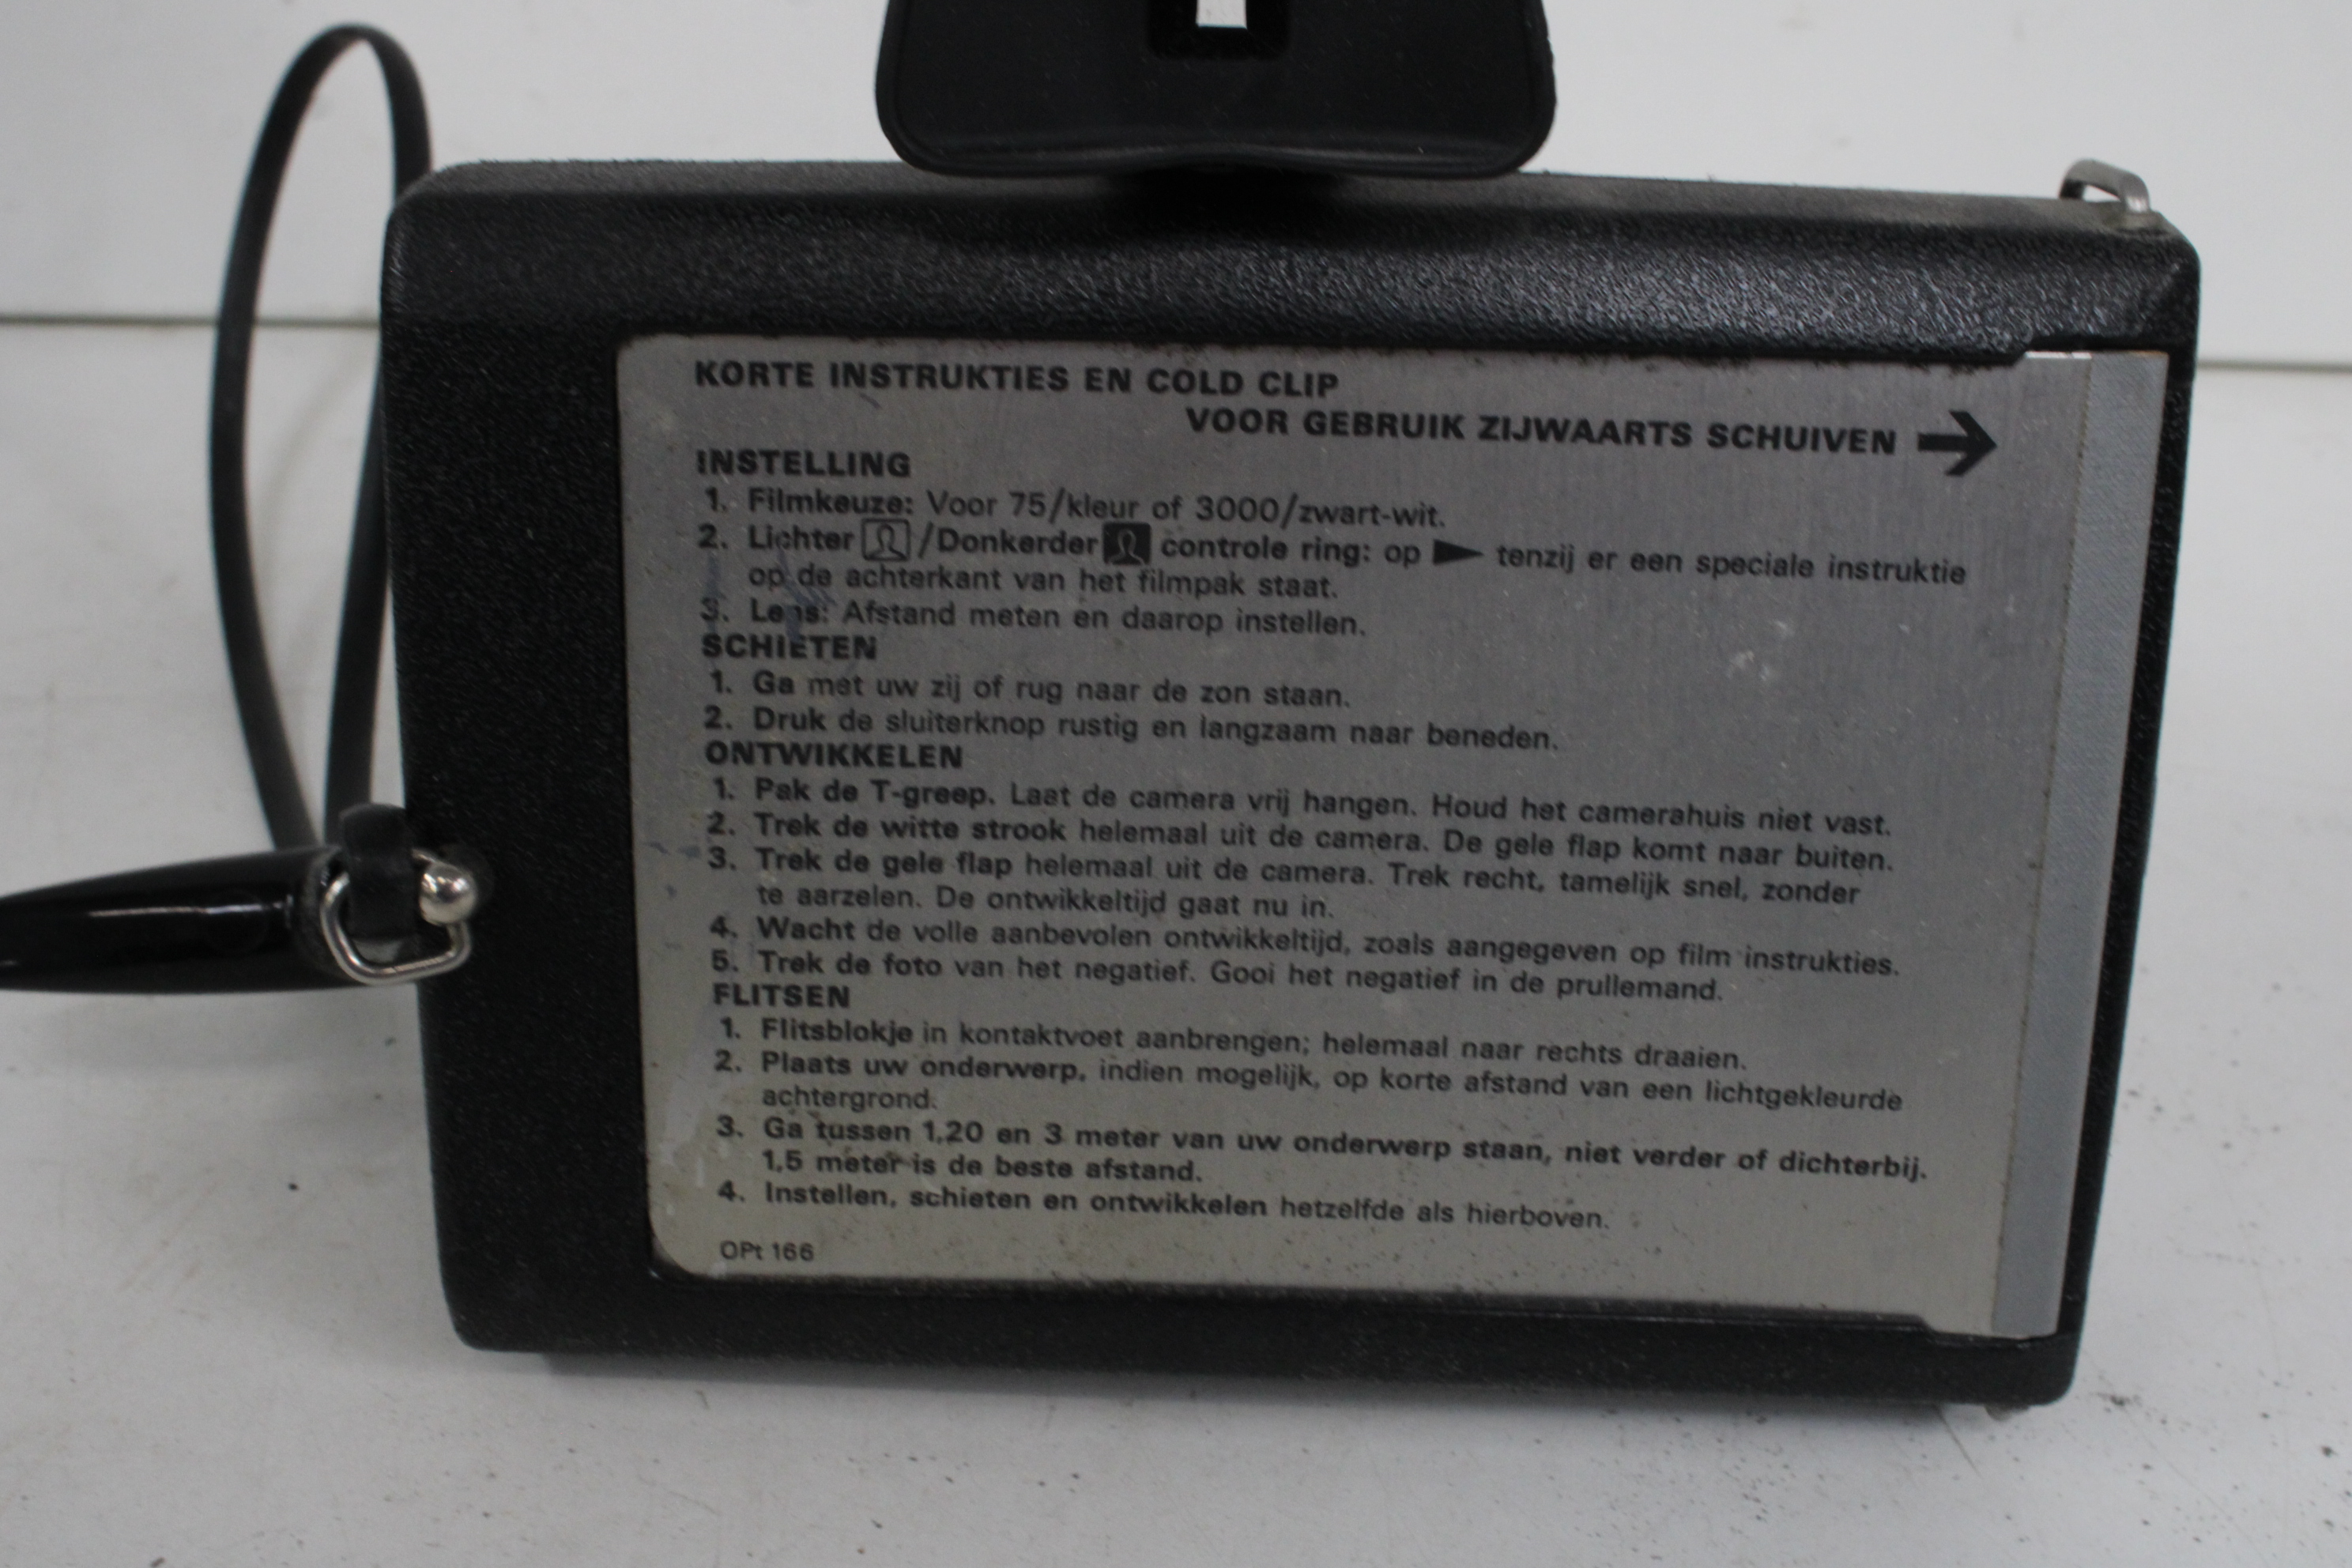 KORTE INSTRUKTIES EN COLD CLIP
VOOR GEBRUIK ZIJWAARTS SCHUIVEN →
INSTELLING
1. Filmkeuze: Voor 75/kleur of 3000/zwart-wit.
2. Lichter /Donkerder controle ring: op ► tenzij er een speciale instruktie
op de achterkant van het filmpak staat.
3. Lens: Afstand meten en daarop instellen.
SCHIETEN
1. Ga met uw zij of rug naar de zon staan.
2. Druk de sluiterknop rustig en langzaam naar beneden.
ONTWIKKELEN
1. Pak de T-greep. Laat de camera vrij hangen. Houd het camerahuis niet vast.
2. Trek de witte strook helemaal uit de camera. De gele flap komt naar buiten.
3. Trek de gele flap helemaal uit de camera. Trek recht, tamelijk snel, zonder
te aarzelen. De ontwikkeltijd gaat nu in.
4. Wacht de volle aanbevolen ontwikkeltijd, zoals aangegeven op film instrukties.
5. Trek de foto van het negatief. Gooi het negatief in de prullemand.
FLITSEN
1. Flitsblokje in kontaktvoet aanbrengen; helemaal naar rechts draaien.
2. Plaats uw onderwerp, indien mogelijk, op korte afstand van een lichtgekleurde
achtergrond.
3. Ga tussen 1,20 en 3 meter van uw onderwerp staan, niet verder of dichterbij.
1,5 meter is de beste afstand.
4. Instellen, schieten en ontwikkelen hetzelfde als hierboven.
OPt 166